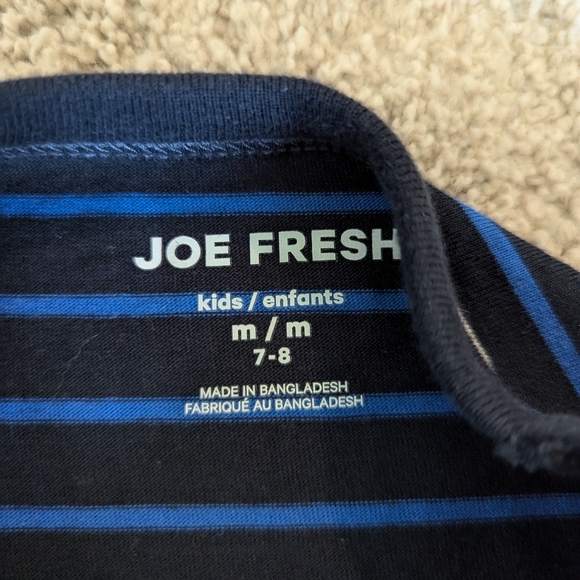 JOE FRESH
kids / enfants
m / m
7-8
MADE IN BANGLADESH
FABRIQUÉ AU BANGLADESH